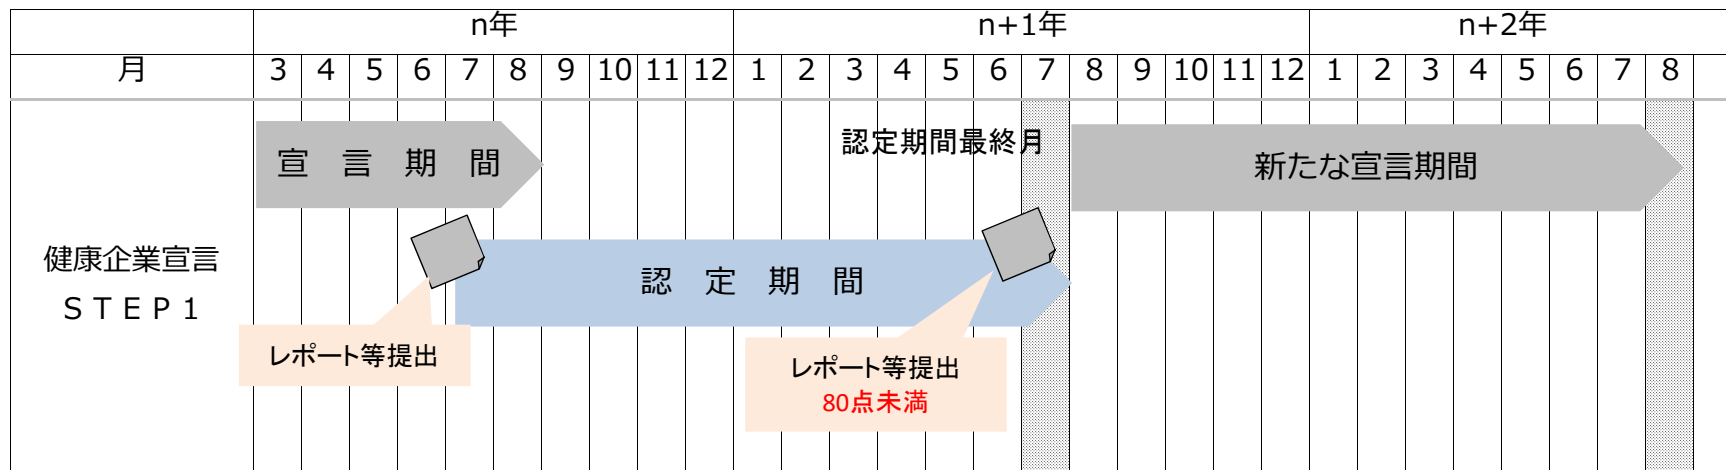 n年 n+1年 n+2年
月 3 4 5 6 7 8 9 10 11 12 1 2 3 4 5 6 7 8 9 10 11 12 1 2 3 4 5 6 7 8
認定期間最終月
宣言期間
新たな宣言期間
健康企業宣言
ＳＴＥＰ１
認定期間
レポート等提出
レポート等提出
80点未満